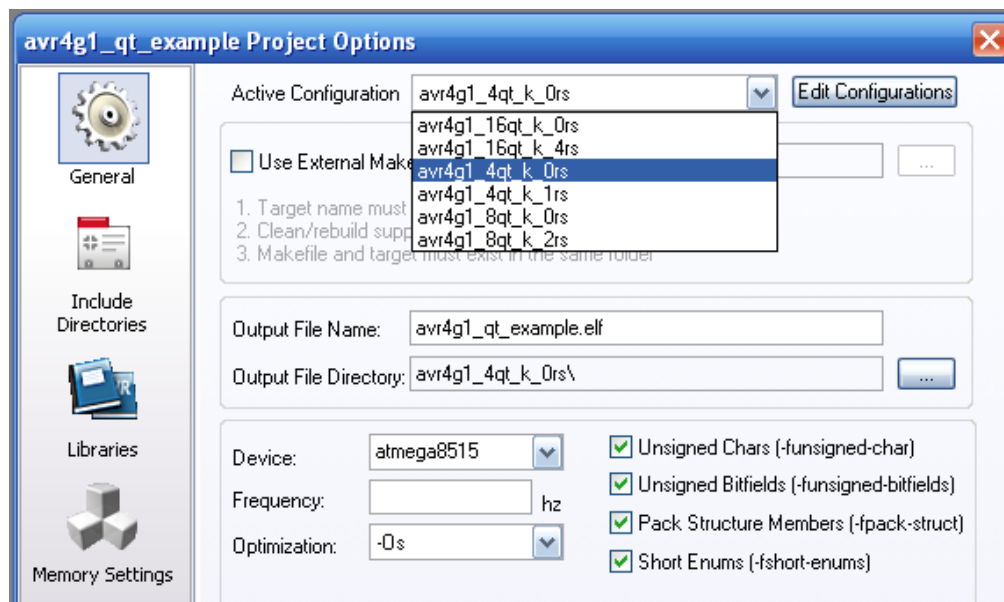 avr4g1_qt_example Project Options
General
Include
Directories
Libraries
Memory Settings
Active Configuration avr4g1_4qt_k_0rs Edit Configurations
avr4g1_16qt_k_0rs
avr4g1_16qt_k_4rs
avr4g1_4qt_k_0rs
avr4g1_4qt_k_1rs
avr4g1_8qt_k_0rs
avr4g1_8qt_k_2rs
Use External Make ...
1. Target name must
2. Clean/rebuild supp
3. Makefile and target must exist in the same folder
Output File Name: avr4g1_qt_example.elf
Output File Directory: avr4g1_4qt_k_0rs\ ...
Device: atmega8515
Frequency: hz
Optimization: -Os
Unsigned Chars (-funsigned-char)
Unsigned Bitfields (-funsigned-bitfields)
Pack Structure Members (-fpack-struct)
Short Enums (-fshort-enums)